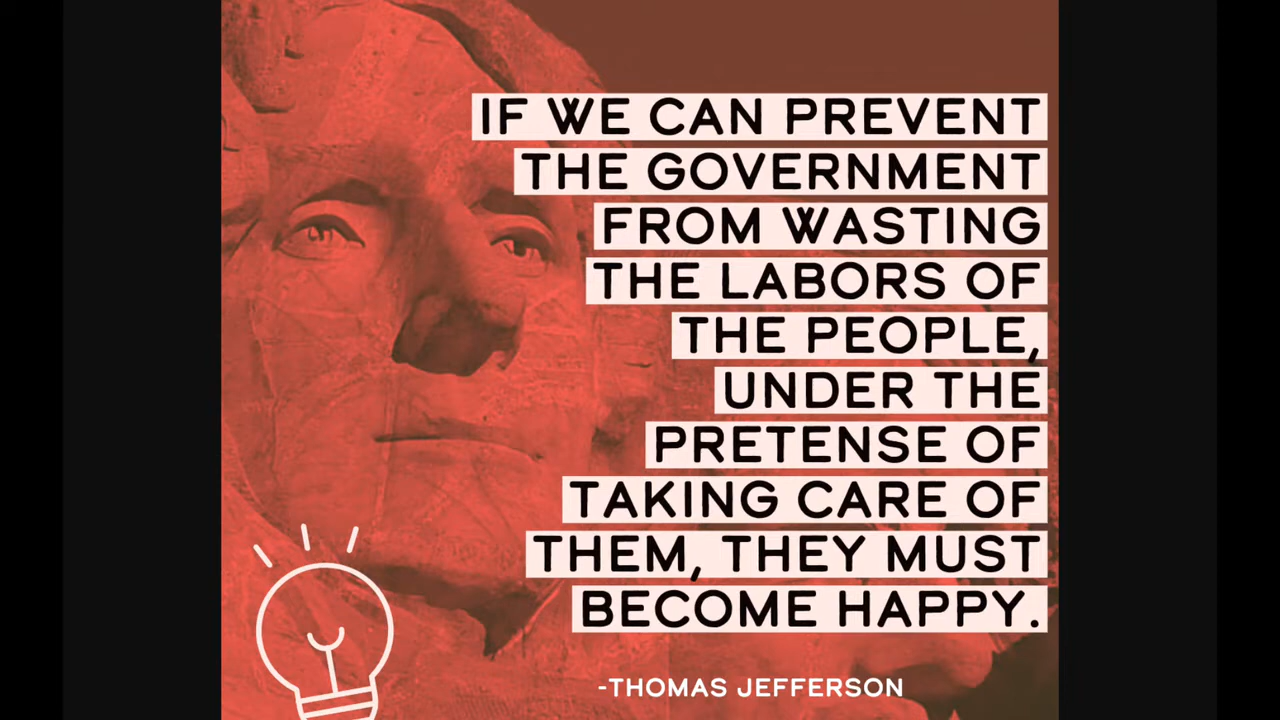 IF WE CAN PREVENT
THE GOVERNMENT
FROM WASTING
THE LABORS OF
THE PEOPLE,
UNDER THE
PRETENSE OF
TAKING CARE OF
THEM, THEY MUST
BECOME HAPPY.
-THOMAS JEFFERSON